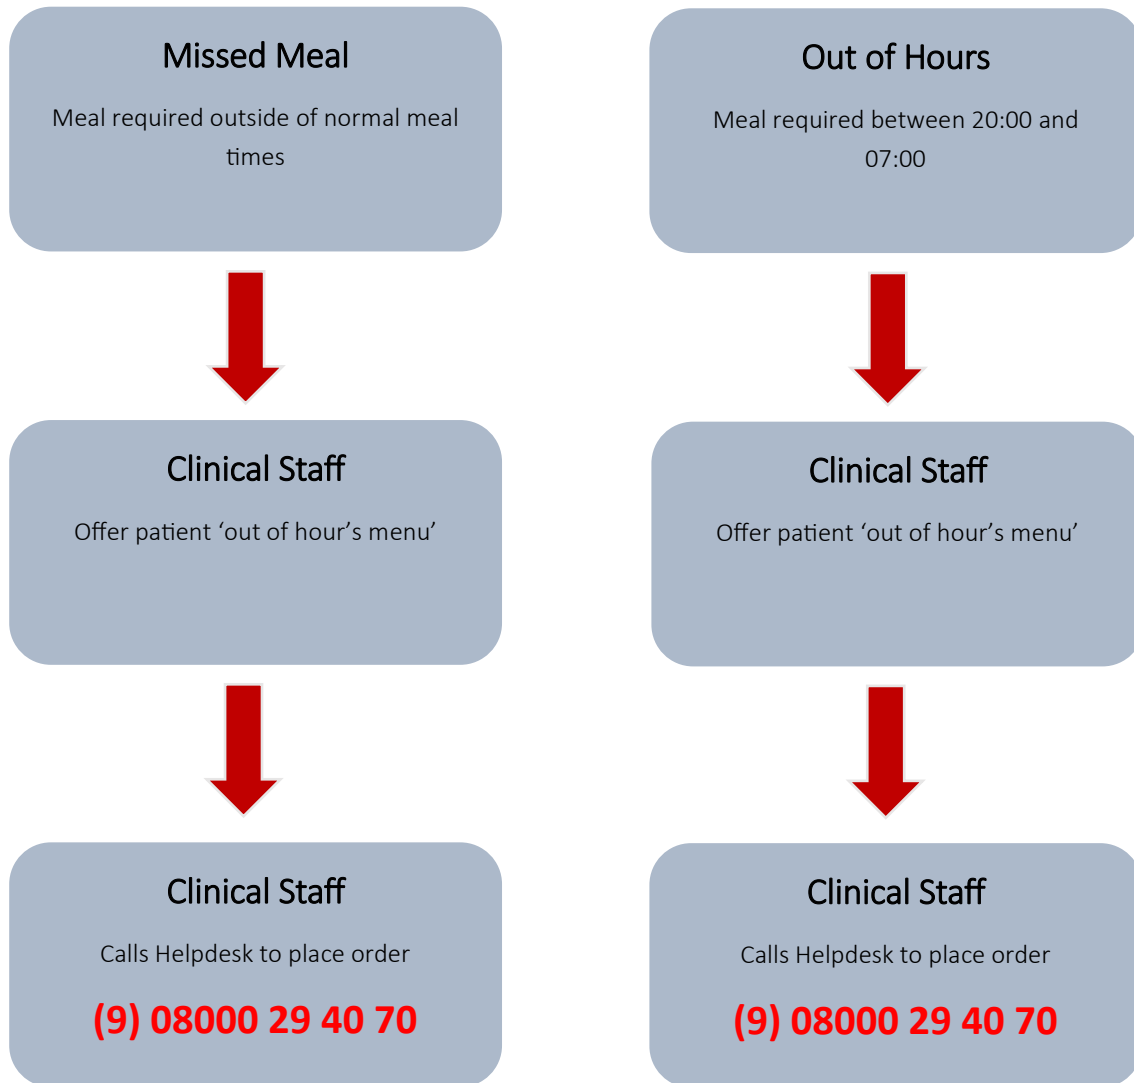 Missed Meal
Meal required outside of normal meal
times
Out of Hours
Meal required between 20:00 and
07:00
Clinical Staff
Offer patient ‘out of hour’s menu’
Clinical Staff
Offer patient ‘out of hour’s menu’
Clinical Staff
Calls Helpdesk to place order
(9) 08000 29 40 70
Clinical Staff
Calls Helpdesk to place order
(9) 08000 29 40 70